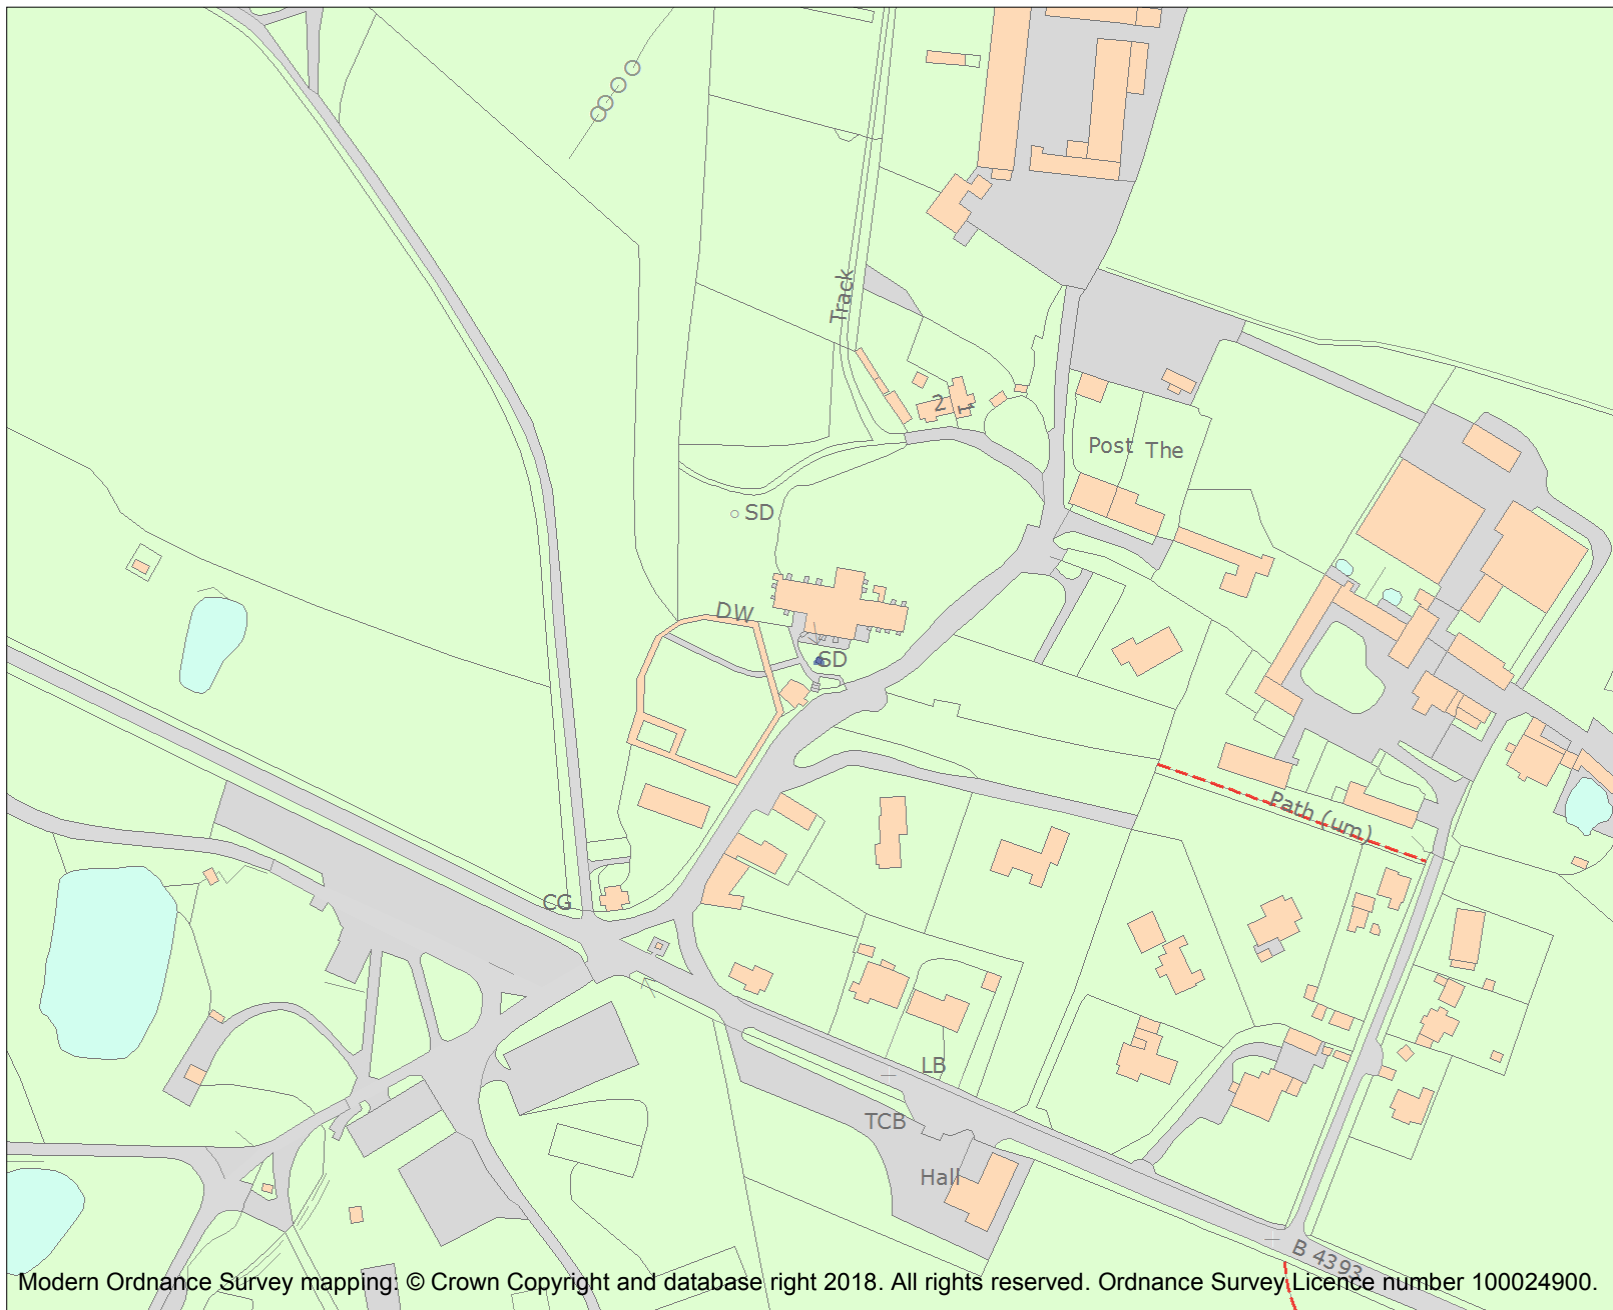 Track
2
1
Post
The
SD
DW
SD
Path (um)
CG
LB
TCB
Hall
B 4393
Modern Ordnance Survey mapping: © Crown Copyright and database right 2018. All rights reserved. Ordnance Survey Licence number 100024900.